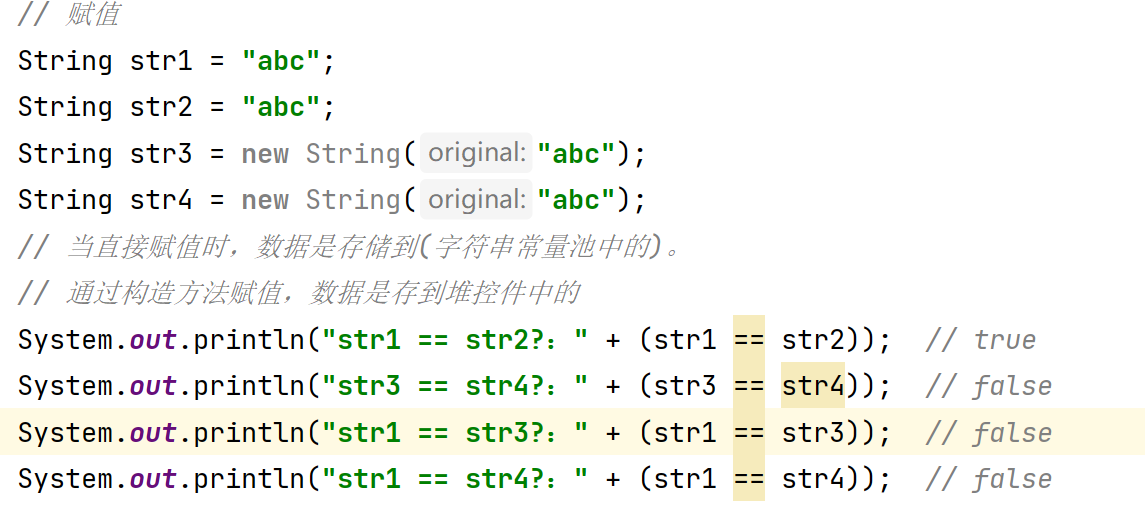 // 赋值
String str1 = "abc";
String str2 = "abc";
String str3 = new String( original: "abc");
String str4 = new String( original: "abc");
// 当直接赋值时，数据是存储到(字符串常量池中的)。
// 通过构造方法赋值，数据是存到堆控件中的
System.out.println("str1 == str2?：" + (str1 == str2));  // true
System.out.println("str3 == str4?：" + (str3 == str4));  // false
System.out.println("str1 == str3?：" + (str1 == str3));  // false
System.out.println("str1 == str4?：" + (str1 == str4));  // false